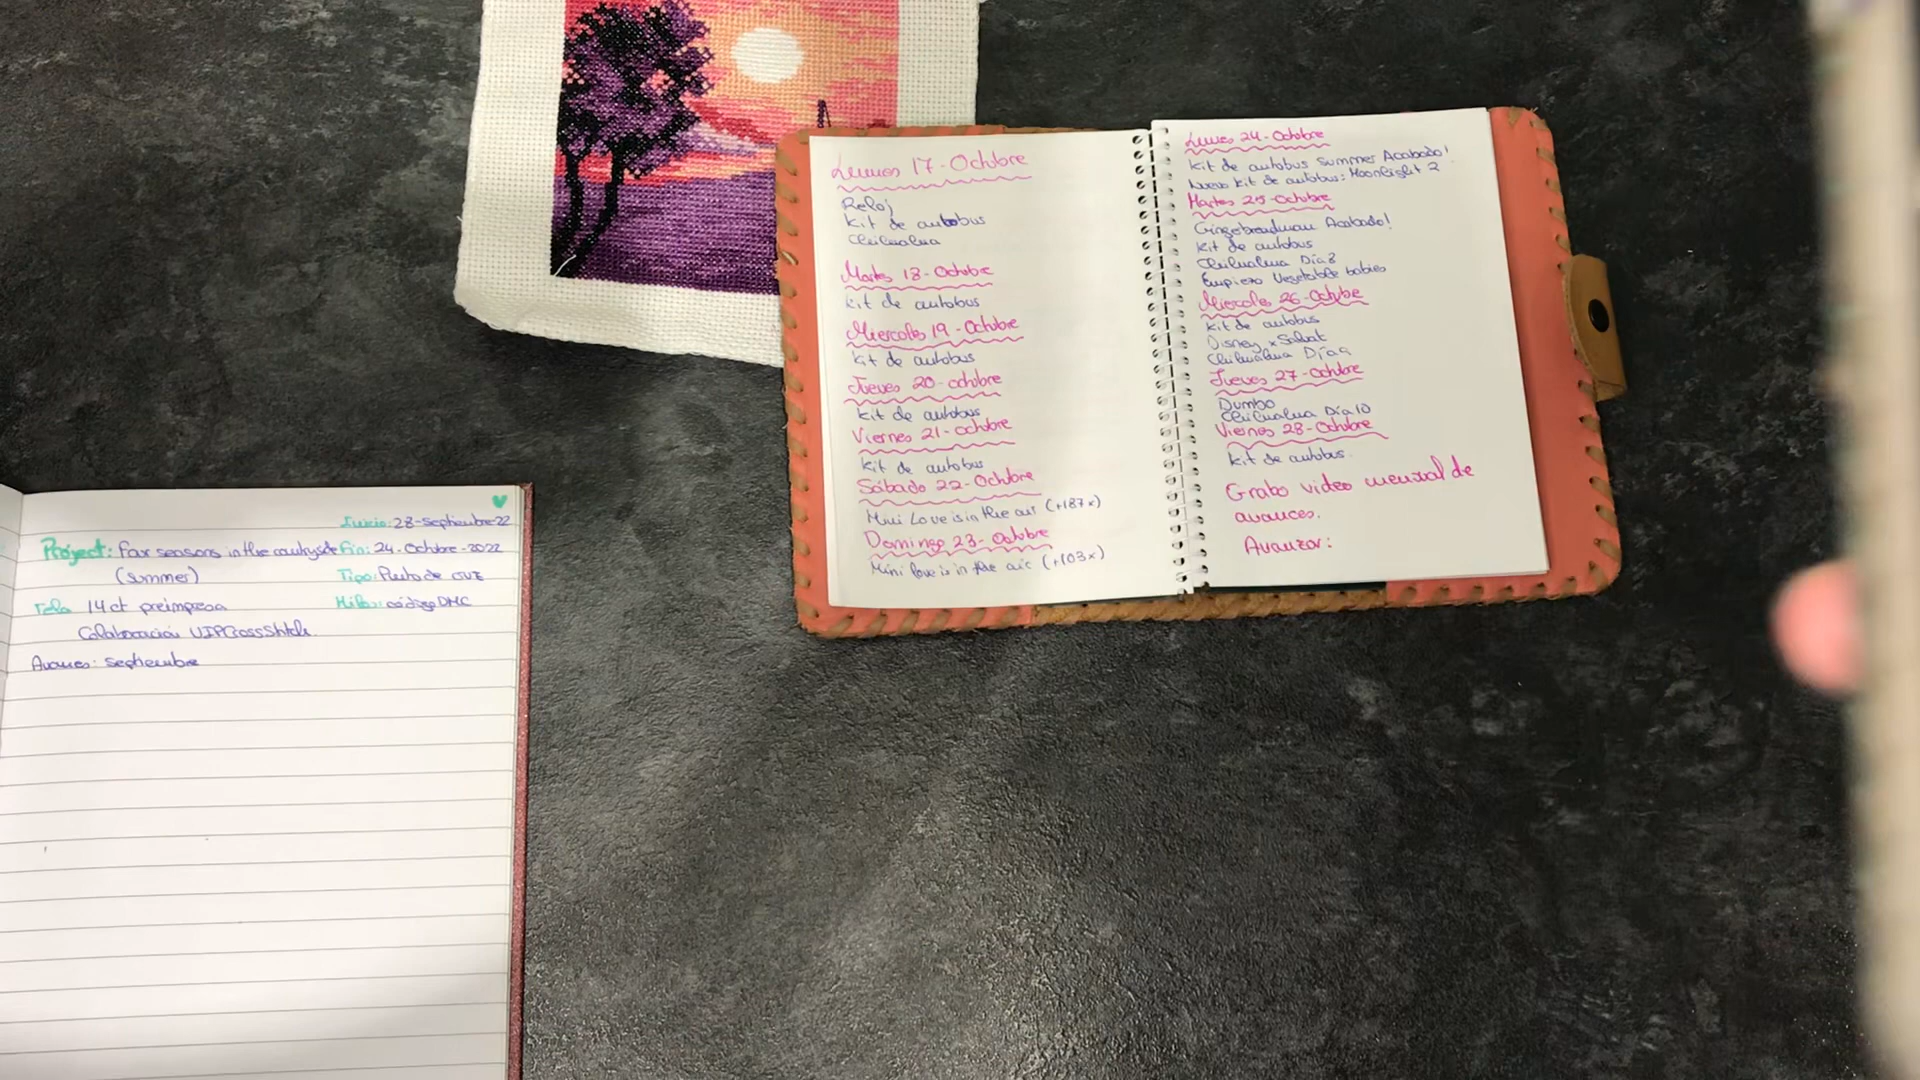 Inicio: 28-Septiembre 22
Proyect: four seasons in the countryside Fin: 24-Octubre-2022
(summer) Tipo: Punto de cruz
Tela 14ct preimpresa Hilos: código DMC
Colaboración VIPCrossStitch
Avances: Septiembre
Lunes 17-Octubre
Reloj
Kit de autobus
Chihuahua
Martes 18-Octubre
Kit de autobus
Miercoles 19-Octubre
Kit de autobus
Jueves 20-octubre
Kit de autobus
Viernes 21-octubre
Kit de autobus
Sábado 22-Octubre
Mini Love is in the air (+187x)
Domingo 23-Octubre
Mini love is in the air (+103x)
Lunes 24-Octubre
Kit de autobus Summer Acabado!
Nuevo kit de autobus: Moonlight 2
Martes 25-Octubre
Gingerbreadman Acabado!
Kit de autobus
Chihuahua Día 8
Empiezo Vegetable babies
Miercoles 26-Octubre
Kit de autobus
Disney x Salvat
Chihuahua Día 9
Jueves 27-Octubre
Dumbo
Chihuahua Día 10
Viernes 28-Octubre
Kit de autobus.
Grabo video mensual de
avances.
Avanzar: